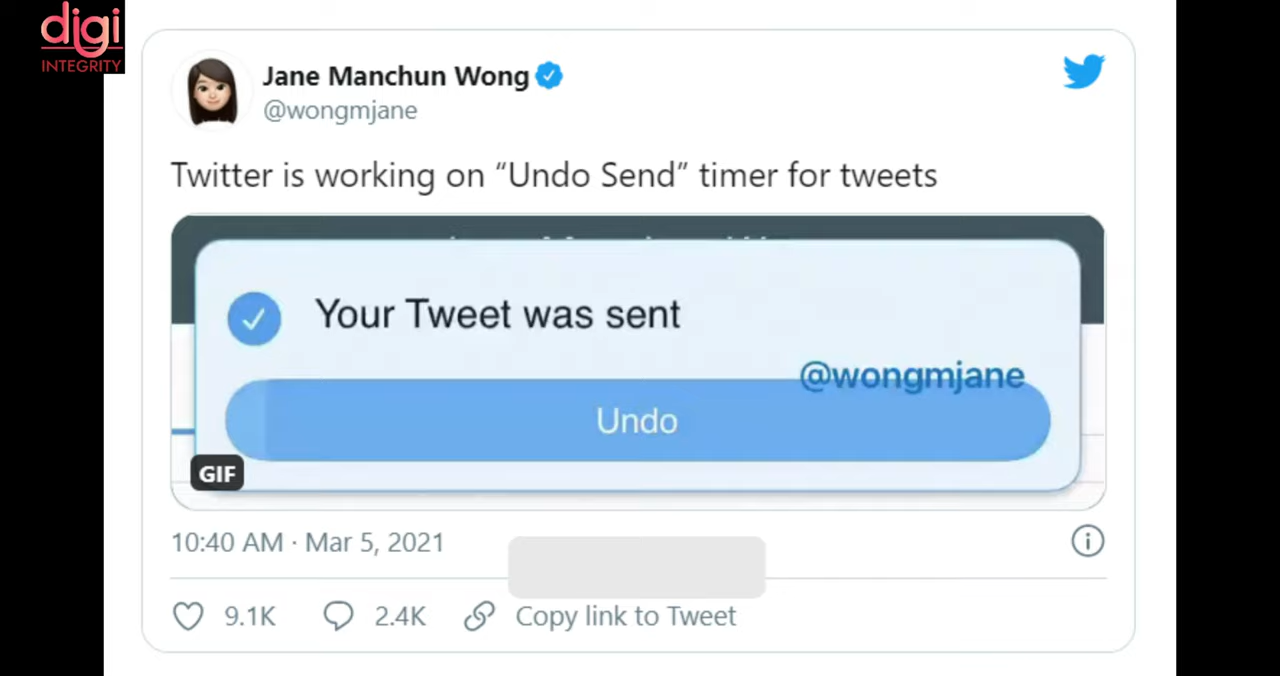 digi
INTEGRITY
Jane Manchun Wong
@wongmjane
Twitter is working on “Undo Send” timer for tweets
Your Tweet was sent
@wongmjane
Undo
GIF
10:40 AM · Mar 5, 2021
9.1K 2.4K Copy link to Tweet